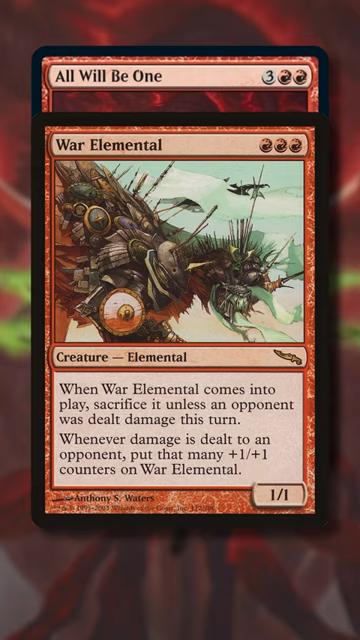 All Will Be One 3
War Elemental
Creature — Elemental
When War Elemental comes into
play, sacrifice it unless an opponent
was dealt damage this turn.
Whenever damage is dealt to an
opponent, put that many +1/+1
counters on War Elemental.
1/1
Anthony S. Waters